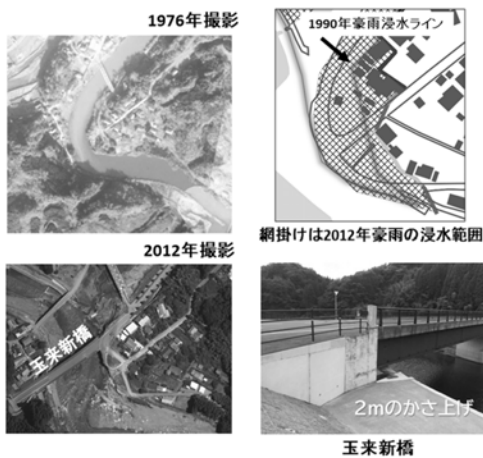 1976年撮影
1990年豪雨浸水ライン
網掛けは2012年豪雨の浸水範囲
2012年撮影
玉来新橋
2mのかさ上げ
玉来新橋